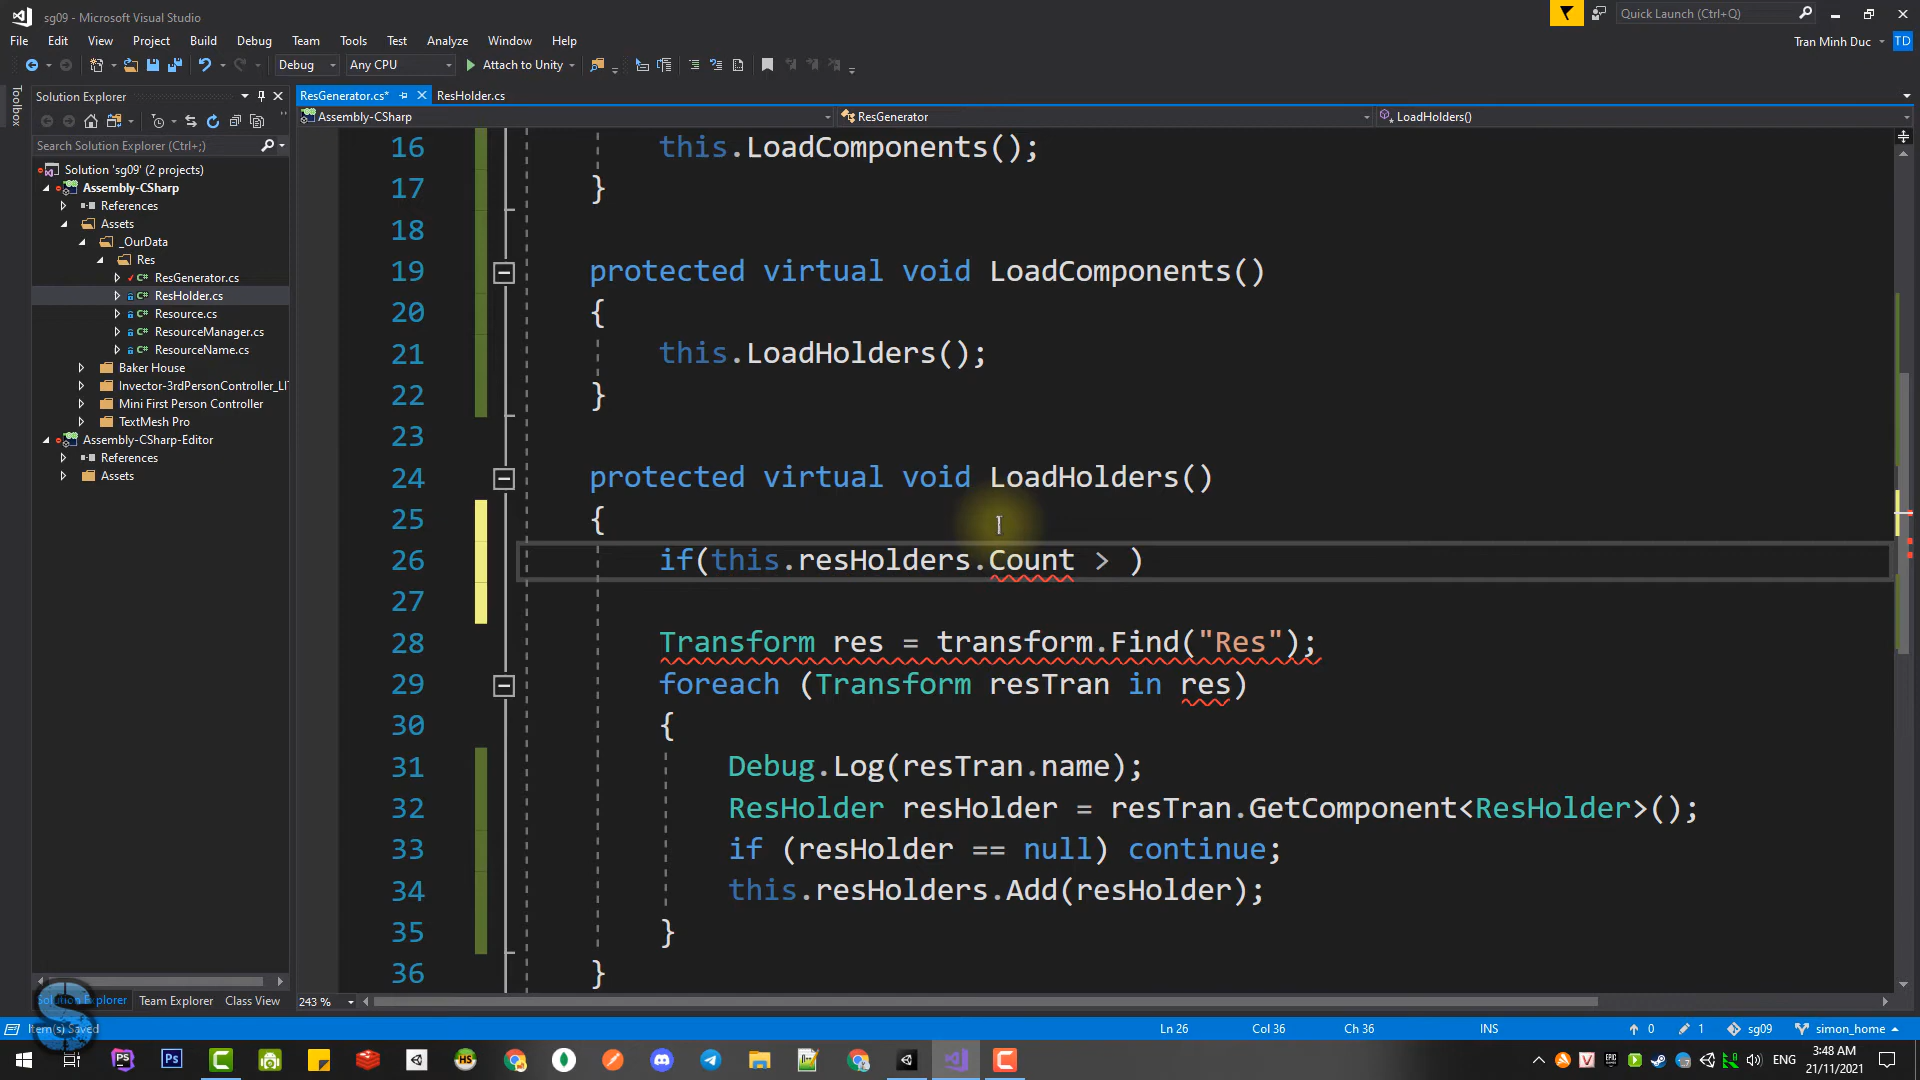 sg09 - Microsoft Visual Studio
Quick Launch (Ctrl+Q)
File Edit View Project Build Debug Team Tools Test Analyze Window Help
Tran Minh Duc TD
Debug Any CPU Attach to Unity
Toolbox
Solution Explorer
Search Solution Explorer (Ctrl+;)
Solution 'sg09' (2 projects)
Assembly-CSharp
References
Assets
_OurData
Res
ResGenerator.cs
ResHolder.cs
Resource.cs
ResourceManager.cs
ResourceName.cs
Baker House
Invector-3rdPersonController_LI
Mini First Person Controller
TextMesh Pro
Assembly-CSharp-Editor
References
Assets
Solution Explorer Team Explorer Class View
ResGenerator.cs* ResHolder.cs
Assembly-CSharp ResGenerator LoadHolders()
16 this.LoadComponents();
17 }
18
19 protected virtual void LoadComponents()
20 {
21 this.LoadHolders();
22 }
23
24 protected virtual void LoadHolders()
25 {
26 if(this.resHolders.Count > )
27
28 Transform res = transform.Find("Res");
29 foreach (Transform resTran in res)
30 {
31 Debug.Log(resTran.name);
32 ResHolder resHolder = resTran.GetComponent<ResHolder>();
33 if (resHolder == null) continue;
34 this.resHolders.Add(resHolder);
35 }
36 }
243 %
Item(s) Saved Ln 26 Col 36 Ch 36 INS 0 1 sg09 simon_home
ENG 3:48 AM
21/11/2021